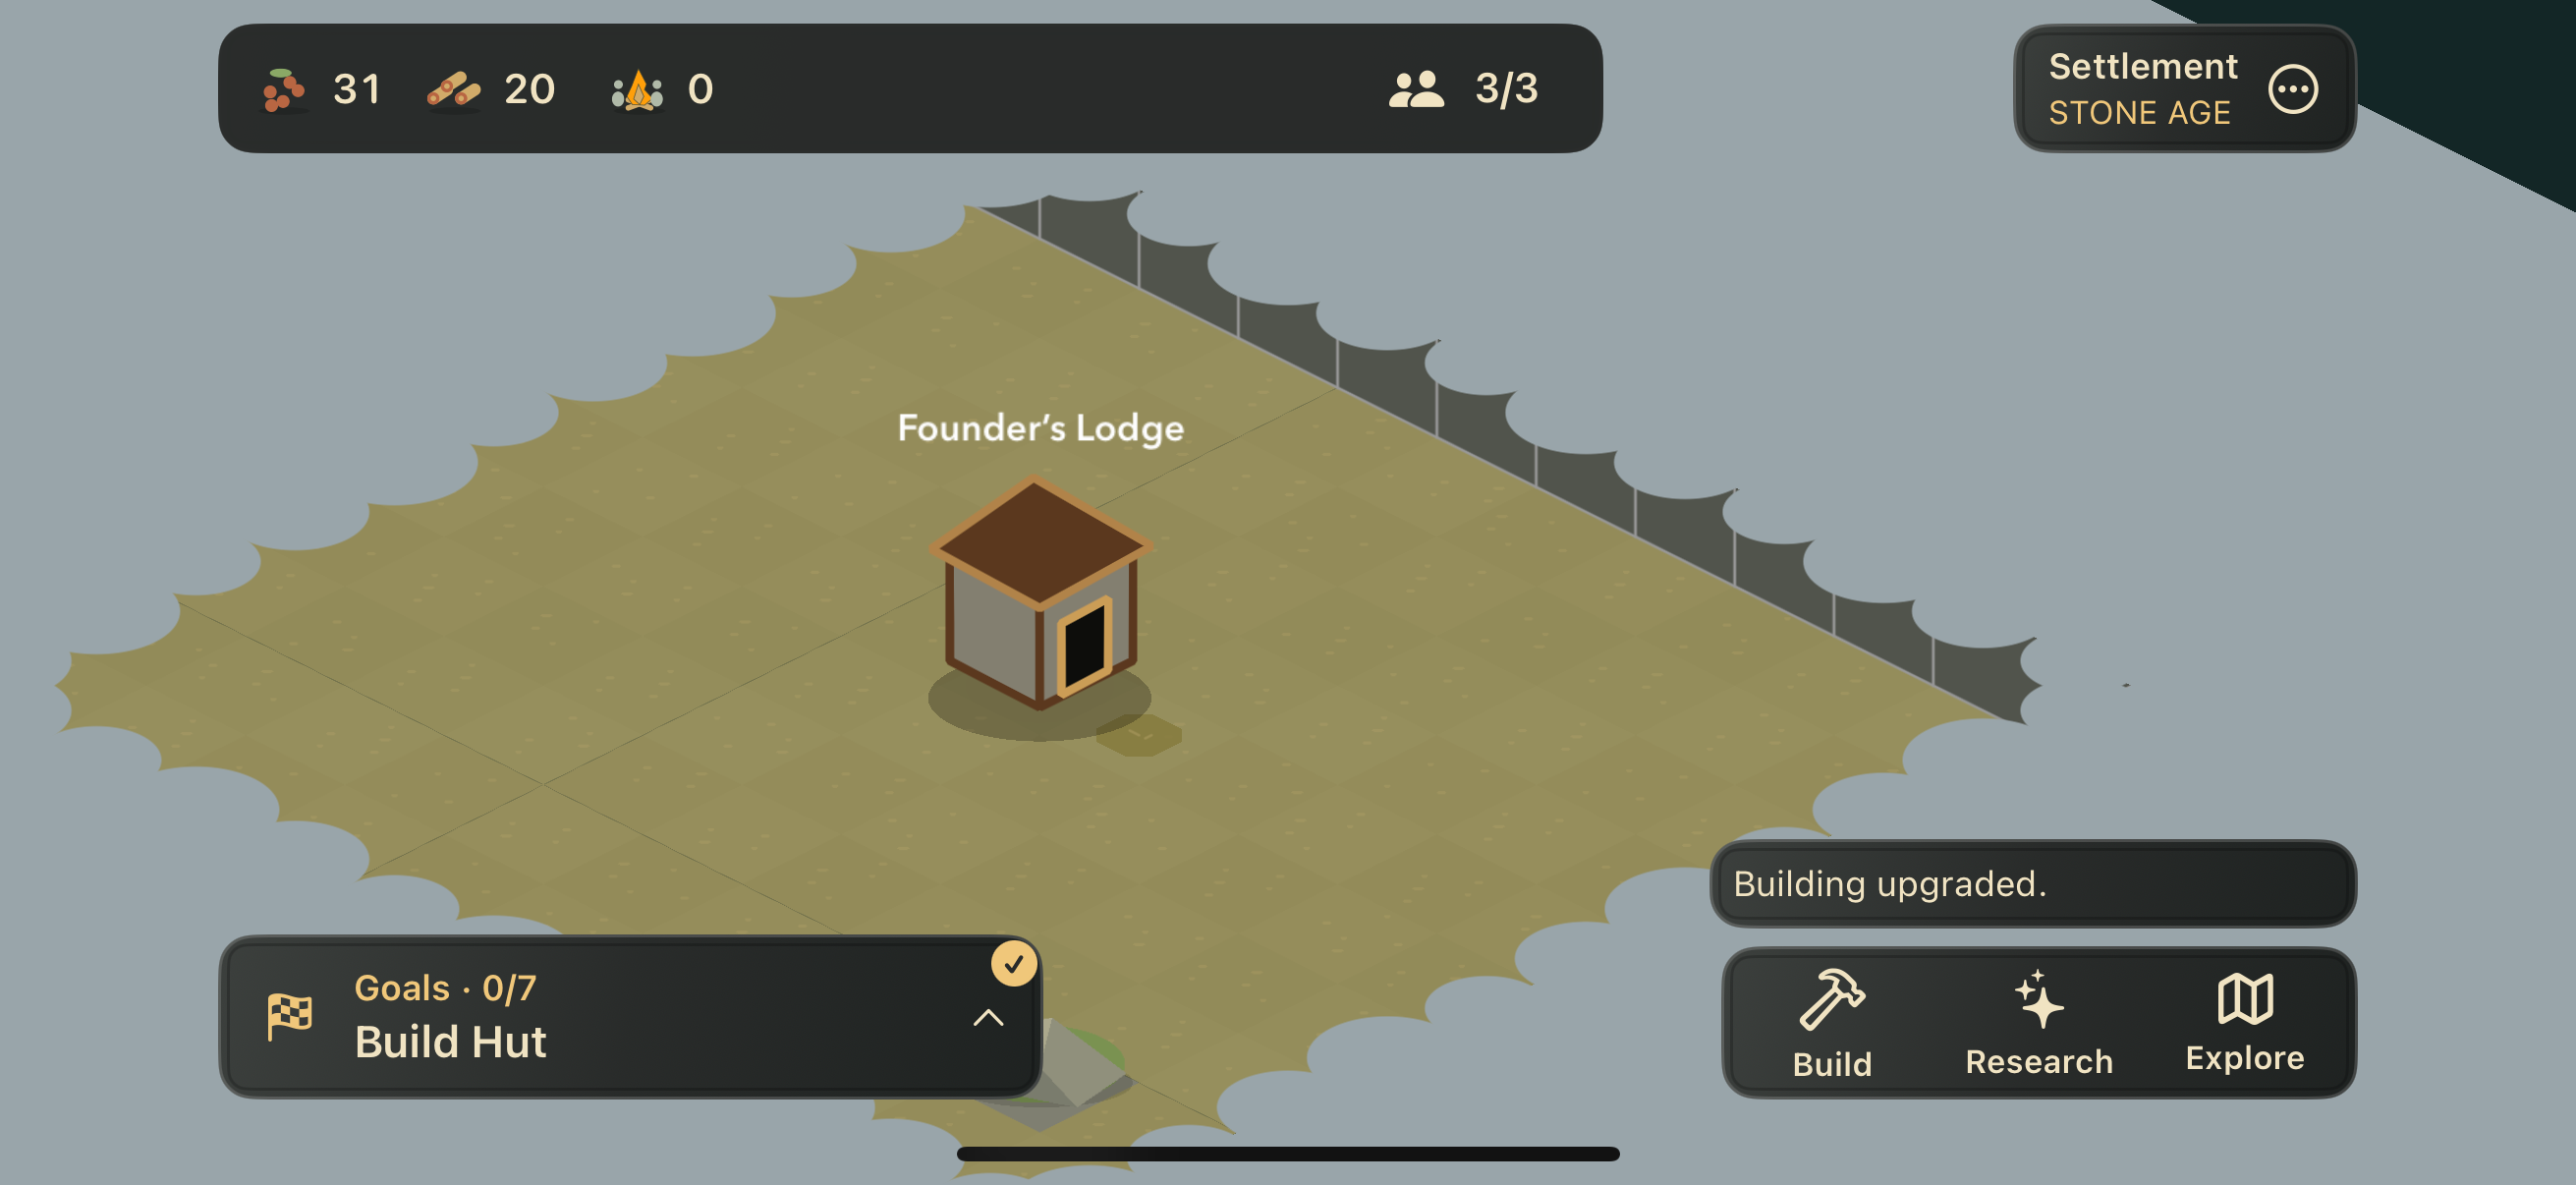 31 20 0 3/3
Settlement
STONE AGE
Founder’s Lodge
Building upgraded.
Goals · 0/7
Build Hut
Build Research Explore